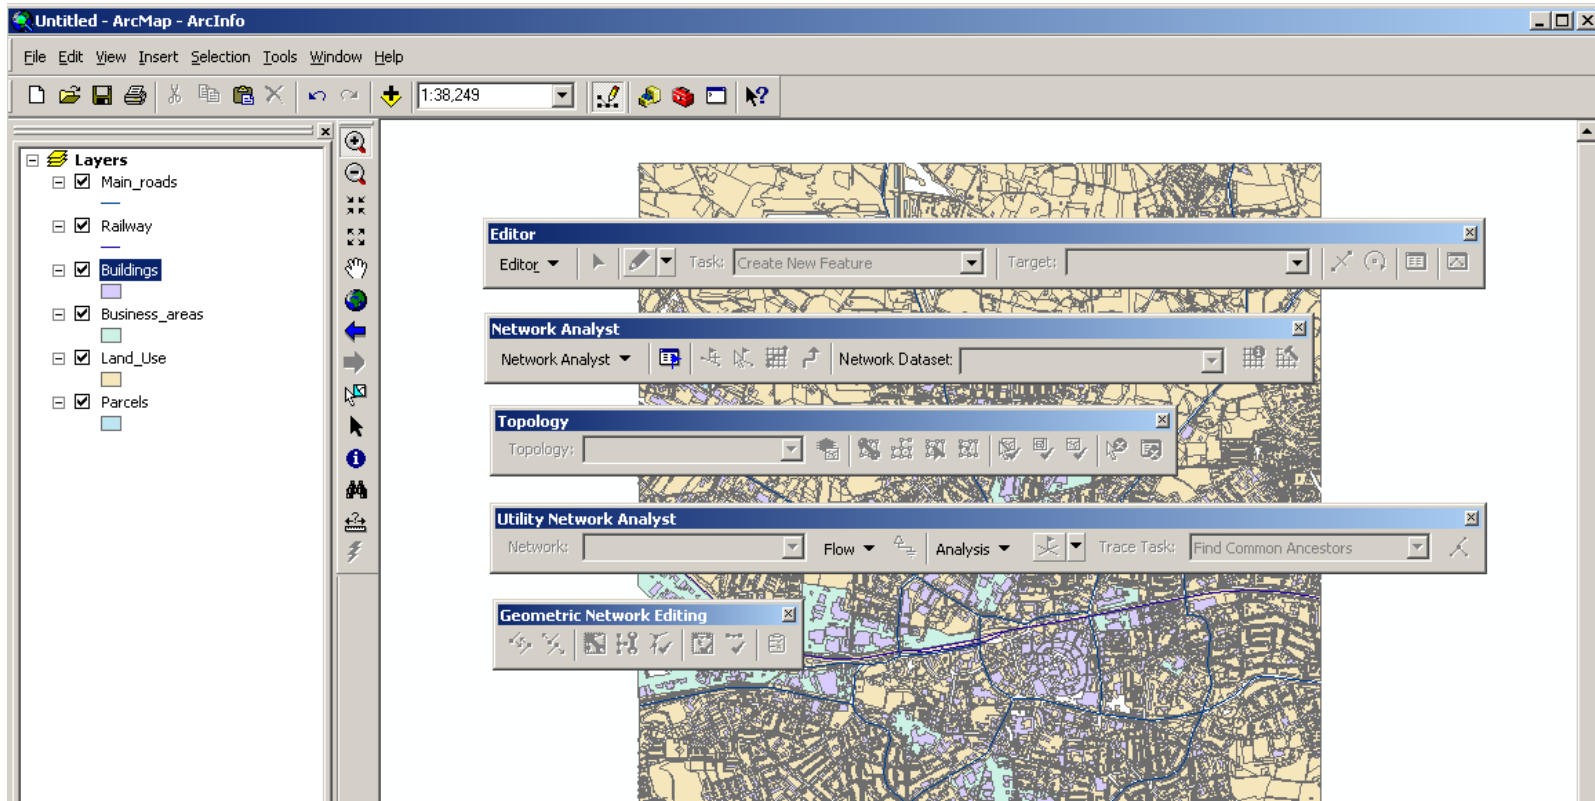 Untitled - ArcMap - ArcInfo
File Edit View Insert Selection Tools Window Help
1:38,249
Layers
Main_roads
Railway
Buildings
Business_areas
Land_Use
Parcels
Editor
Editor Task: Create New Feature Target:
Network Analyst
Network Analyst Network Dataset:
Topology
Topology:
Utility Network Analyst
Network: Flow Analysis Trace Task: Find Common Ancestors
Geometric Network Editing